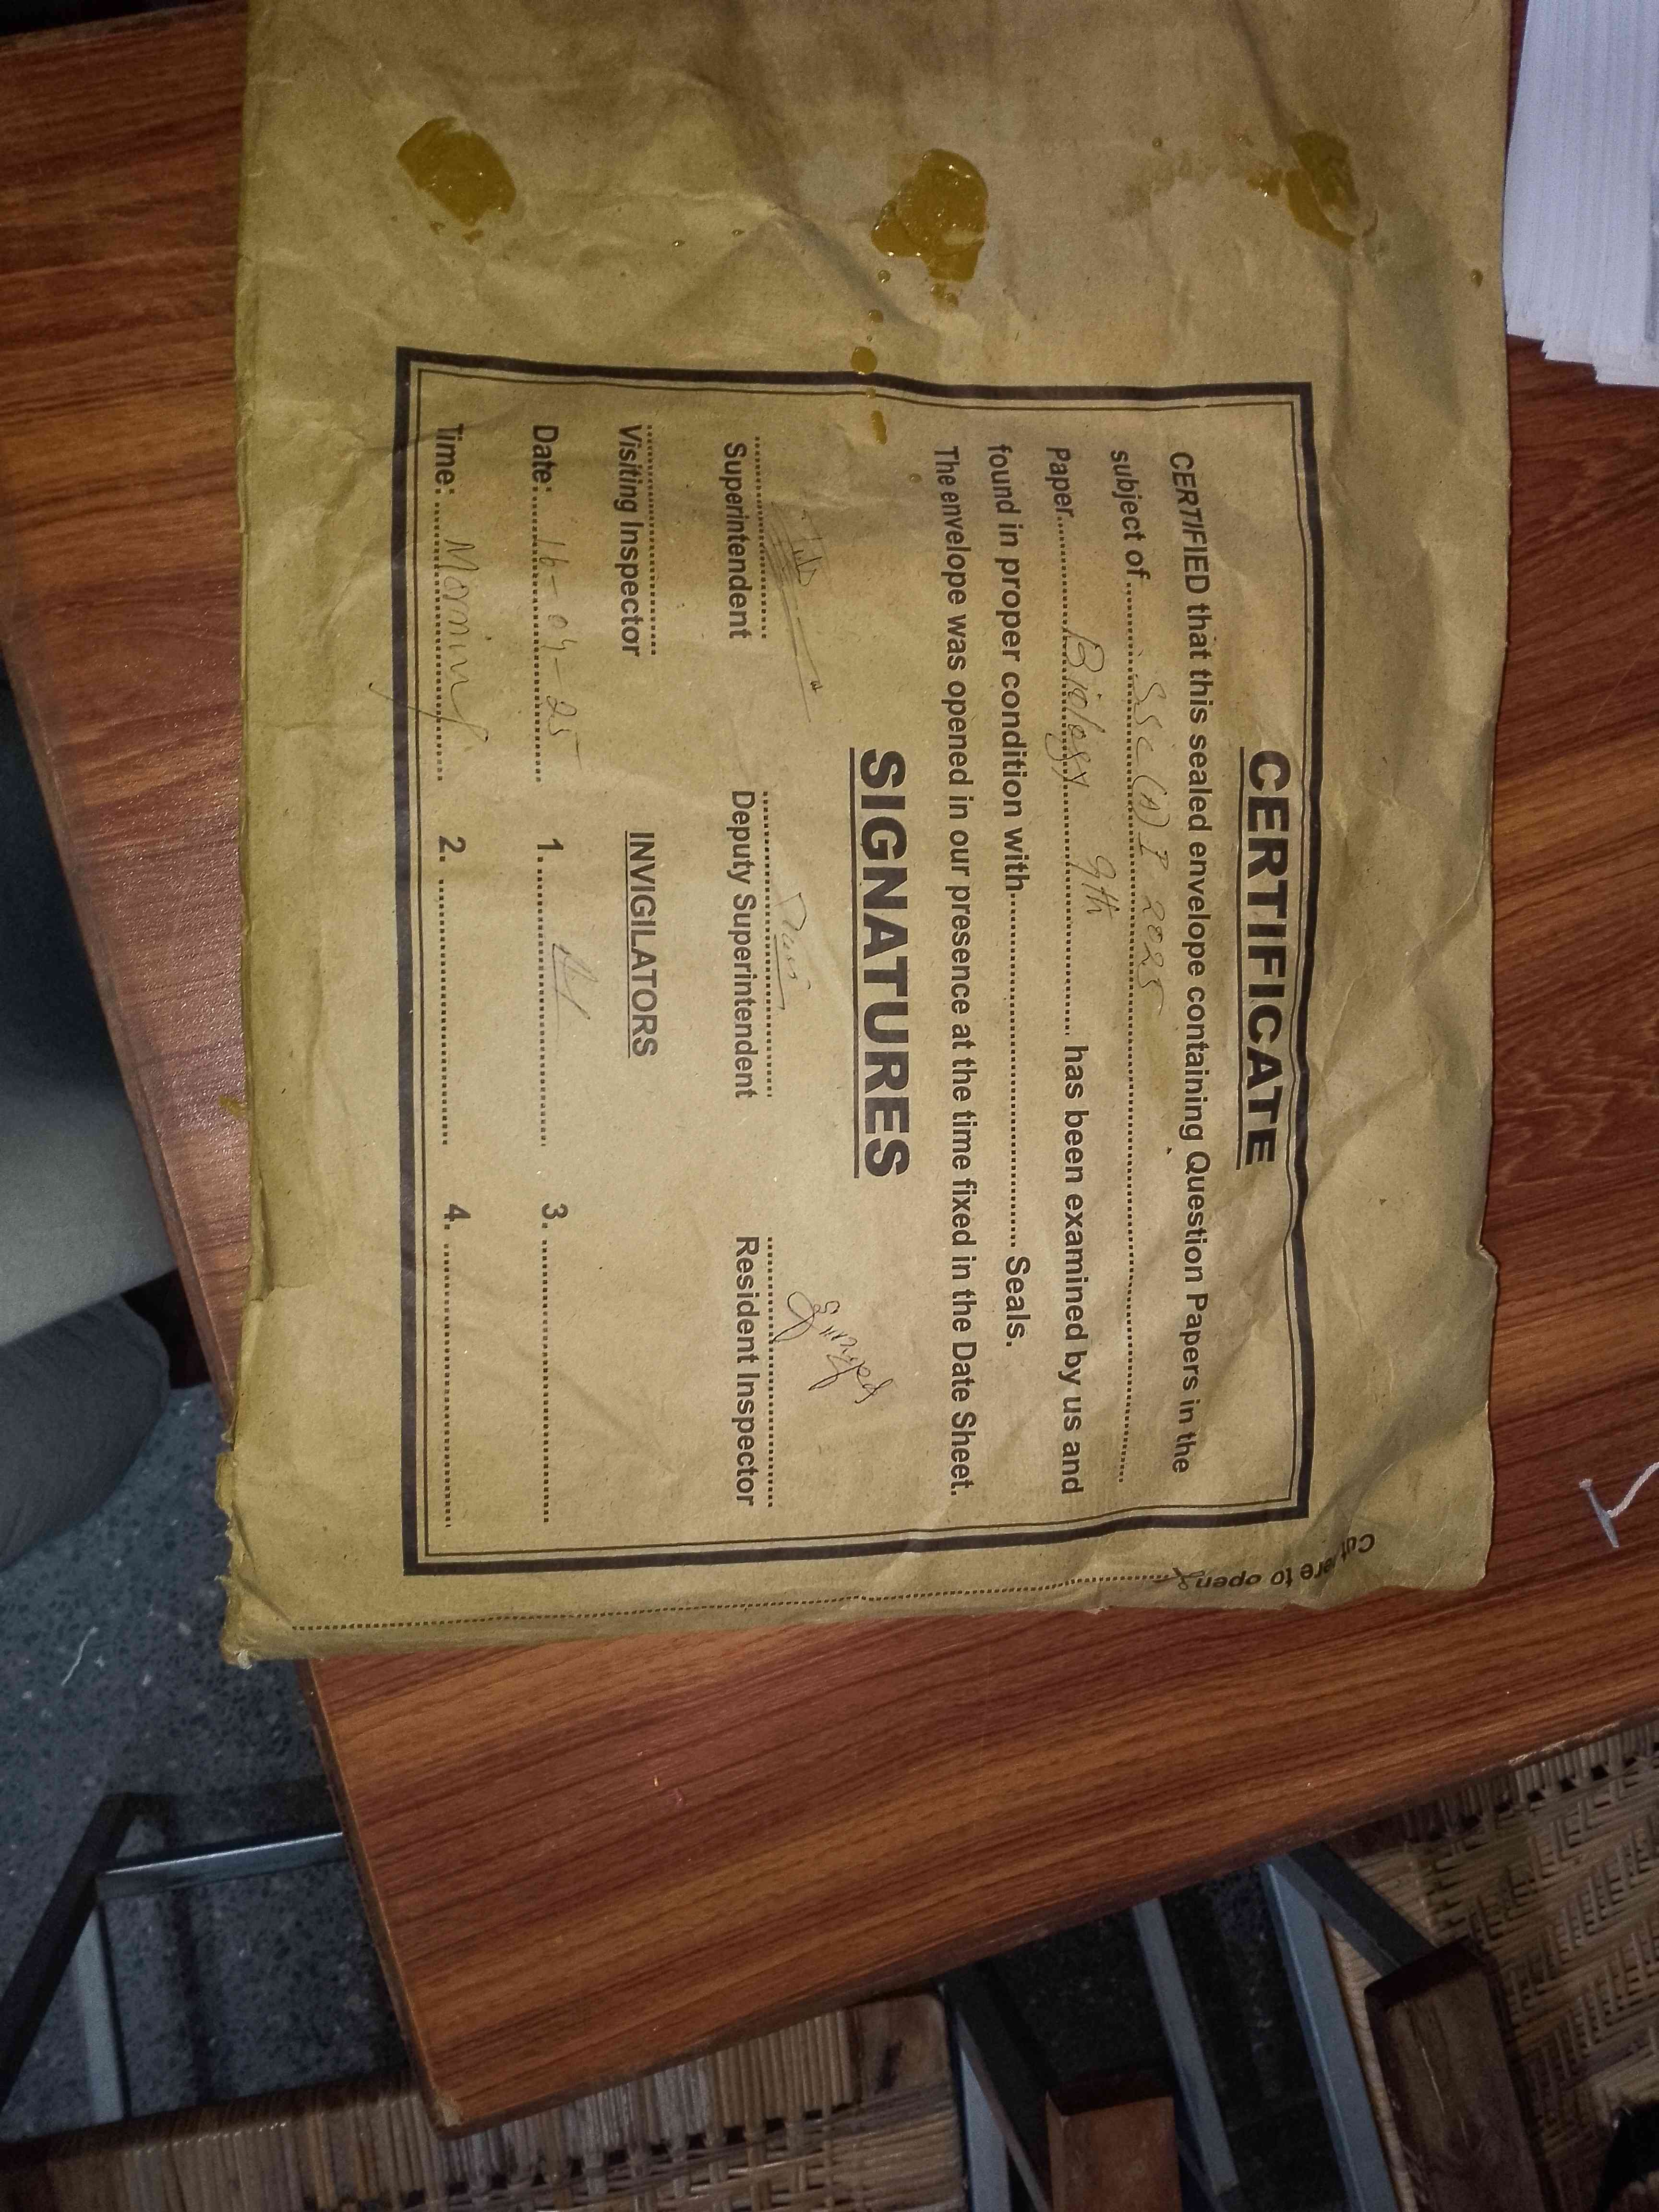 CERTIFICATE
CERTIFIED that this sealed envelope containing Question Papers in the
subject of ........ SSC (A) I 2025 ........
Paper........ Biology 9th ........ has been examined by us and
found in proper condition with........................ Seals.
The envelope was opened in our presence at the time fixed in the Date Sheet.
SIGNATURES
Superintendent Deputy Superintendent Resident Inspector
Visiting Inspector INVIGILATORS
Date:....16-04-25.... 1. ........ 3. ........
Time: ....Morning.... 2. ........ 4. ........
Cut here to open